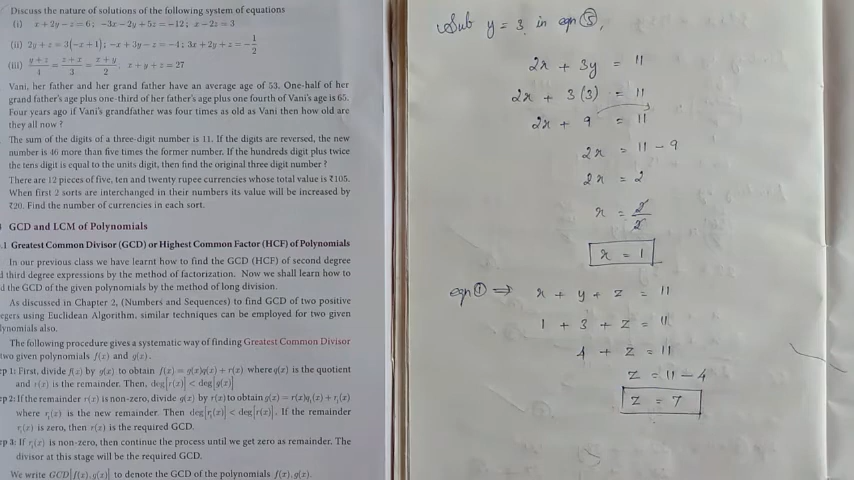 Discuss the nature of solutions of the following system of equations
(i) x + 2y − z = 6 ; −3x − 2y + 5z = −12 ; x − 2z = 3
(ii) 2y + z = 3(−x + 1) ; −x + 3y − z = −4 ; 3x + 2y + z = −1/2
(iii) (y + z)/4 = (z + x)/3 = (x + y)/2 , x + y + z = 27
Vani, her father and her grand father have an average age of 53. One-half of her
grand father's age plus one-third of her father's age plus one fourth of Vani's age is 65.
Four years ago if Vani's grandfather was four times as old as Vani then how old are
they all now ?
The sum of the digits of a three-digit number is 11. If the digits are reversed, the new
number is 46 more than five times the former number. If the hundreds digit plus twice
the tens digit is equal to the units digit, then find the original three digit number ?
There are 12 pieces of five, ten and twenty rupee currencies whose total value is ₹105.
When first 2 sorts are interchanged in their numbers its value will be increased by
₹20. Find the number of currencies in each sort.
GCD and LCM of Polynomials
.1 Greatest Common Divisor (GCD) or Highest Common Factor (HCF) of Polynomials
In our previous class we have learnt how to find the GCD (HCF) of second degree
d third degree expressions by the method of factorization. Now we shall learn how to
d the GCD of the given polynomials by the method of long division.
As discussed in Chapter 2, (Numbers and Sequences) to find GCD of two positive
egers using Euclidean Algorithm, similar techniques can be employed for two given
lynomials also.
The following procedure gives a systematic way of finding Greatest Common Divisor
two given polynomials f(x) and g(x).
ep 1: First, divide f(x) by g(x) to obtain f(x) = g(x)q(x) + r(x) where q(x) is the quotient
and r(x) is the remainder. Then, deg[r(x)] < deg[g(x)]
ep 2: If the remainder r(x) is non-zero, divide g(x) by r(x) to obtain g(x) = r(x)q₁(x) + r₁(x)
where r₁(x) is the new remainder. Then deg[r₁(x)] < deg[r(x)]. If the remainder
r₁(x) is zero, then r(x) is the required GCD.
ep 3: If r₁(x) is non-zero, then continue the process until we get zero as remainder. The
divisor at this stage will be the required GCD.
We write GCD[f(x), g(x)] to denote the GCD of the polynomials f(x), g(x).
Sub y = 3 in eqn ⑤,
2x + 3y = 11
2x + 3(3) = 11
2x + 9 = 11
2x = 11 − 9
2x = 2
x = 2/2
x = 1
eqn ① ⇒ x + y + z = 11
1 + 3 + z = 11
4 + z = 11
z = 11 − 4
z = 7